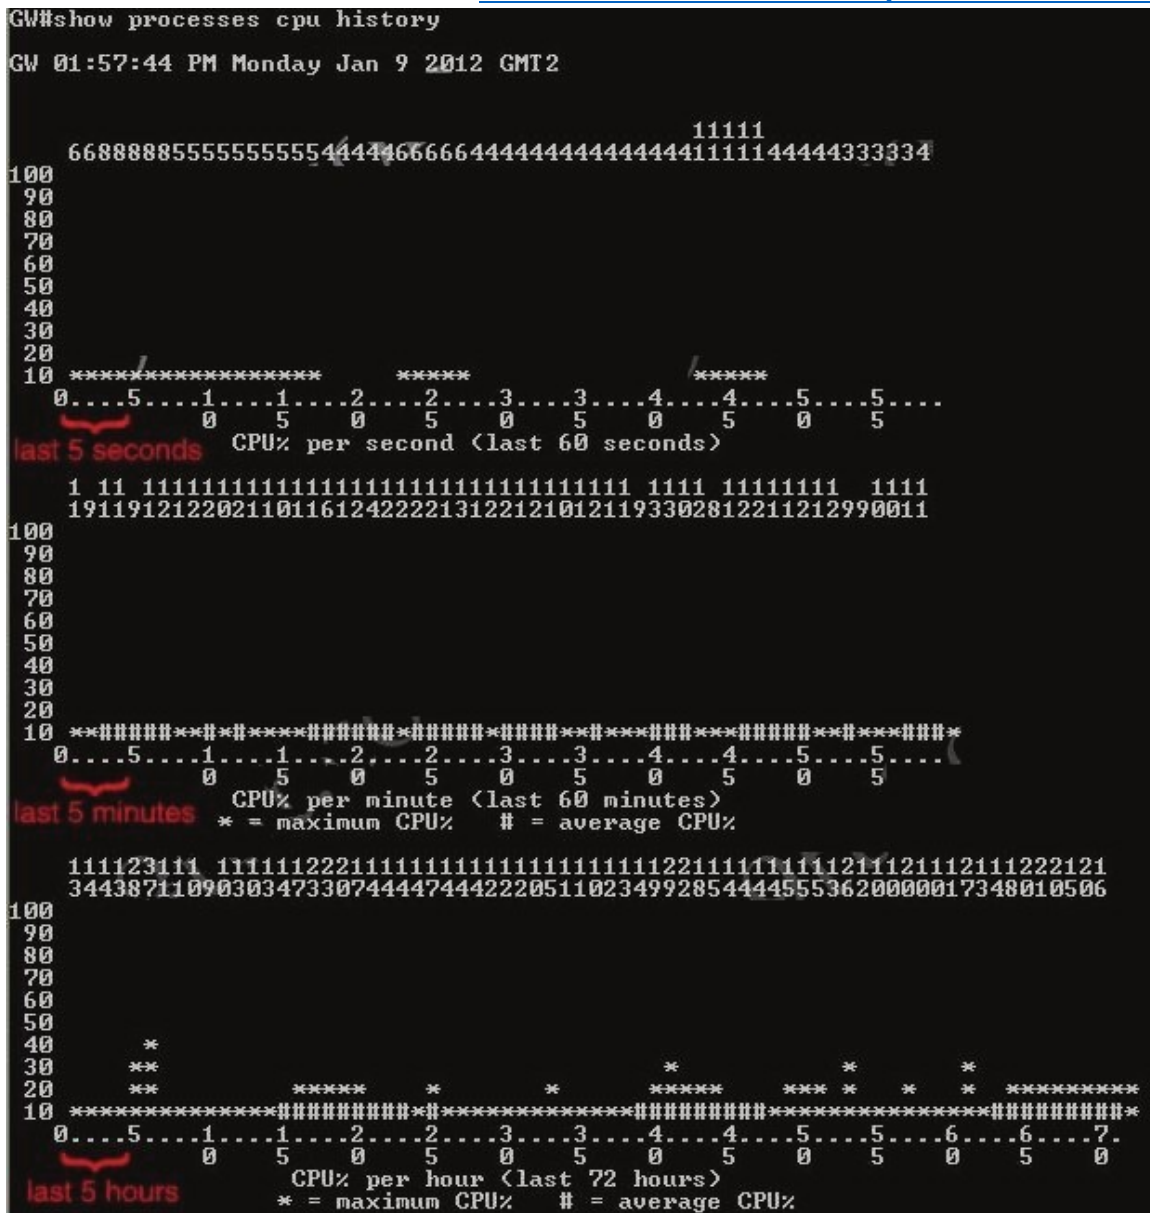 GW#show processes cpu history
GW 01:57:44 PM Monday Jan 9 2012 GMT2
11111
6688888555555555544444666664444444444444441111144444333334
100
90
80
70
60
50
40
30
20
10 ***************** ***** *****
0....5....1....1....2....2....3....3....4....4....5....5....
0 5 0 5 0 5 0 5 0 5
last 5 seconds
CPU% per second (last 60 seconds)
1 11 111111111111111111111111111111111 1111 11111111  1111
1911912122021101161242222131221210121193302812211212990011
100
90
80
70
60
50
40
30
20
10 **#####**#*#****######*#####*####**#***###***#####**#***###*
0....5....1....1....2....2....3....3....4....4....5....5....
0 5 0 5 0 5 0 5 0 5
last 5 minutes
CPU% per minute (last 60 minutes)
* = maximum CPU% # = average CPU%
111123111 111111222111111111111111111111221111111111211121112111222121
3443871109030347330744447444222051102349928544445553620000017348010506
100
90
80
70
60
50
40 *
30 ** * * *
20 ** ***** * * ***** *** * * * *********
10 **************#########*#*************#########***************#########*
0....5....1....1....2....2....3....3....4....4....5....5....6....6....7.
0 5 0 5 0 5 0 5 0 5 0 5 0
last 5 hours
CPU% per hour (last 72 hours)
* = maximum CPU% # = average CPU%